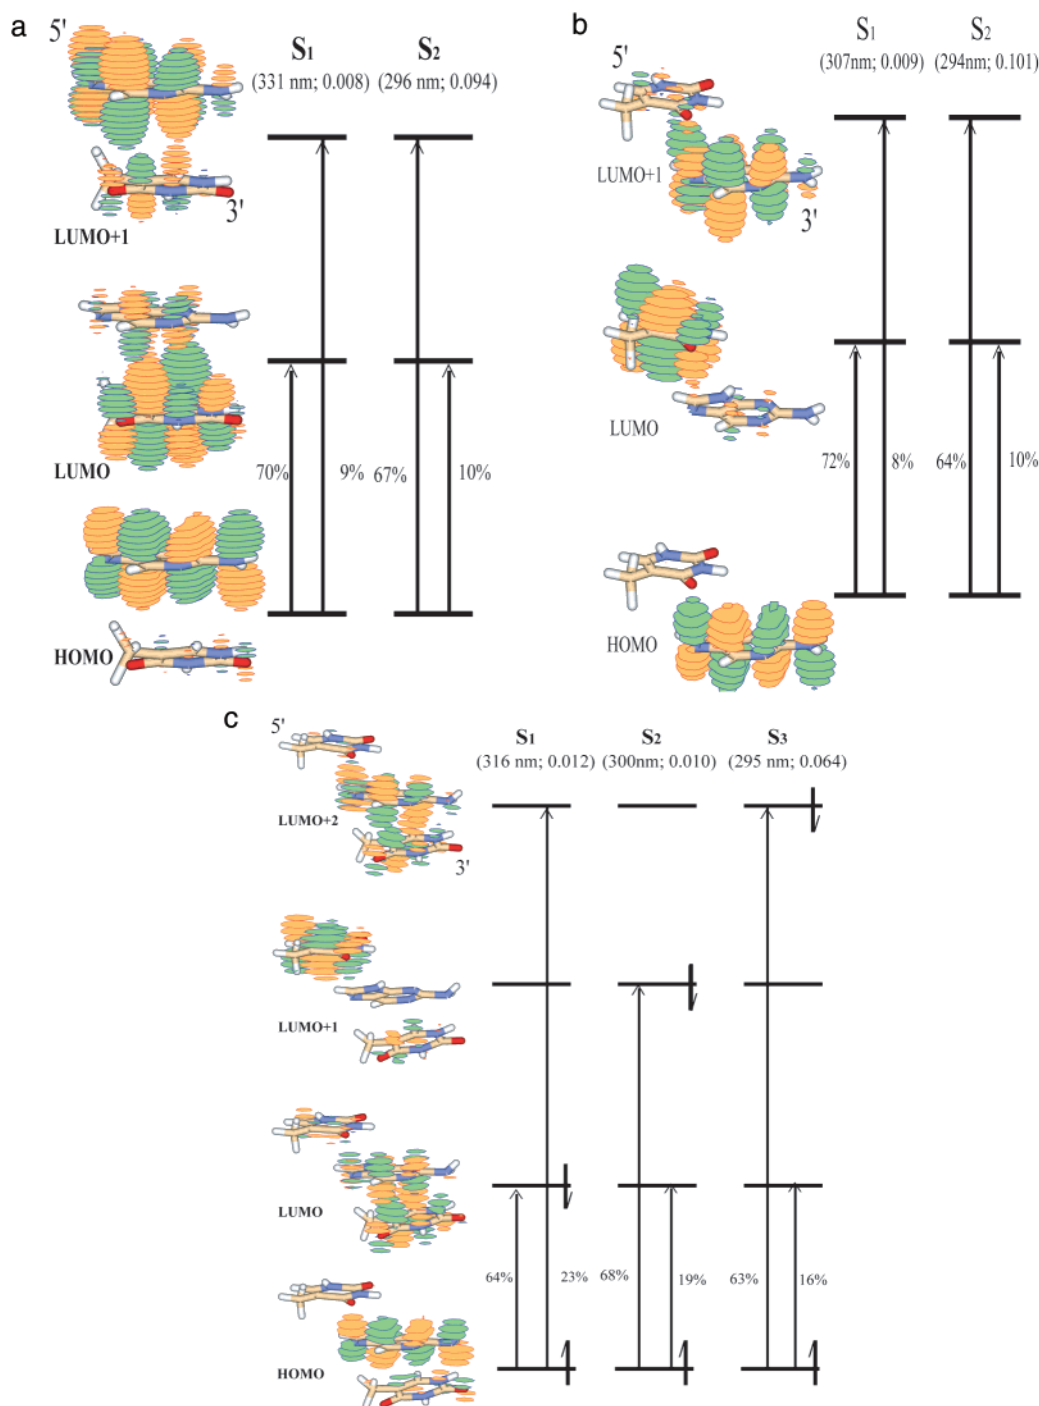 a
5'
S1
S2
(331 nm; 0.008)
(296 nm; 0.094)
3'
LUMO+1
LUMO
70%
9%
67%
10%
HOMO
b
5'
S1
S2
(307nm; 0.009)
(294nm; 0.101)
LUMO+1
3'
LUMO
72%
8%
64%
10%
HOMO
c
5'
S1
S2
S3
(316 nm; 0.012)
(300nm; 0.010)
(295 nm; 0.064)
LUMO+2
3'
LUMO+1
LUMO
64%
23%
68%
19%
63%
16%
HOMO